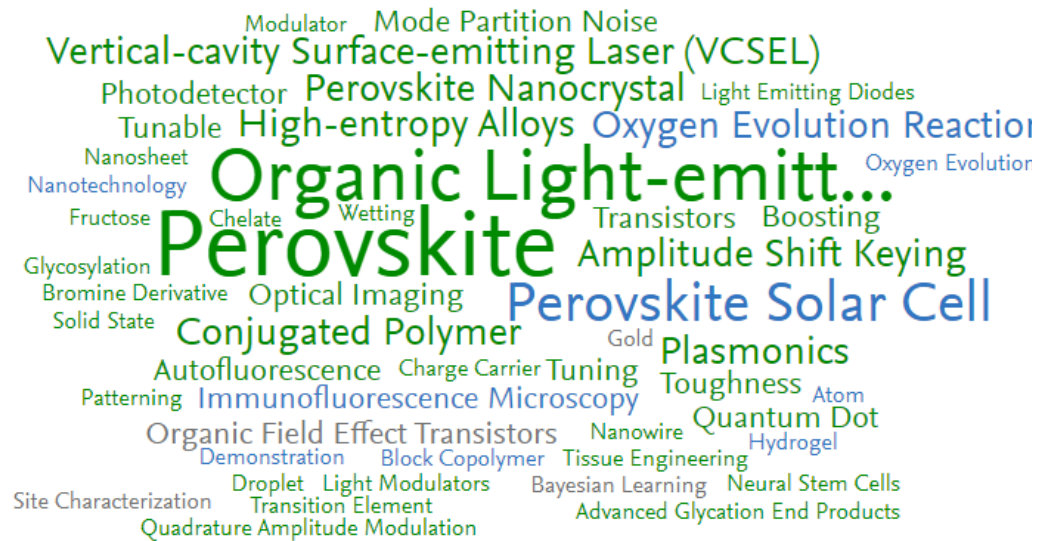 Modulator Mode Partition Noise
Vertical-cavity Surface-emitting Laser (VCSEL)
Photodetector Perovskite Nanocrystal Light Emitting Diodes
Tunable High-entropy Alloys Oxygen Evolution Reaction
Nanosheet Organic Light-emitt... Oxygen Evolution
Nanotechnology
Fructose Chelate Wetting Transistors Boosting
Glycosylation Perovskite Amplitude Shift Keying
Bromine Derivative Optical Imaging Perovskite Solar Cell
Solid State Conjugated Polymer Gold Plasmonics
Autofluorescence Charge Carrier Tuning Toughness
Patterning Immunofluorescence Microscopy Atom
Organic Field Effect Transistors Nanowire Quantum Dot
Hydrogel
Demonstration Block Copolymer Tissue Engineering
Droplet Light Modulators Bayesian Learning Neural Stem Cells
Site Characterization Transition Element Advanced Glycation End Products
Quadrature Amplitude Modulation